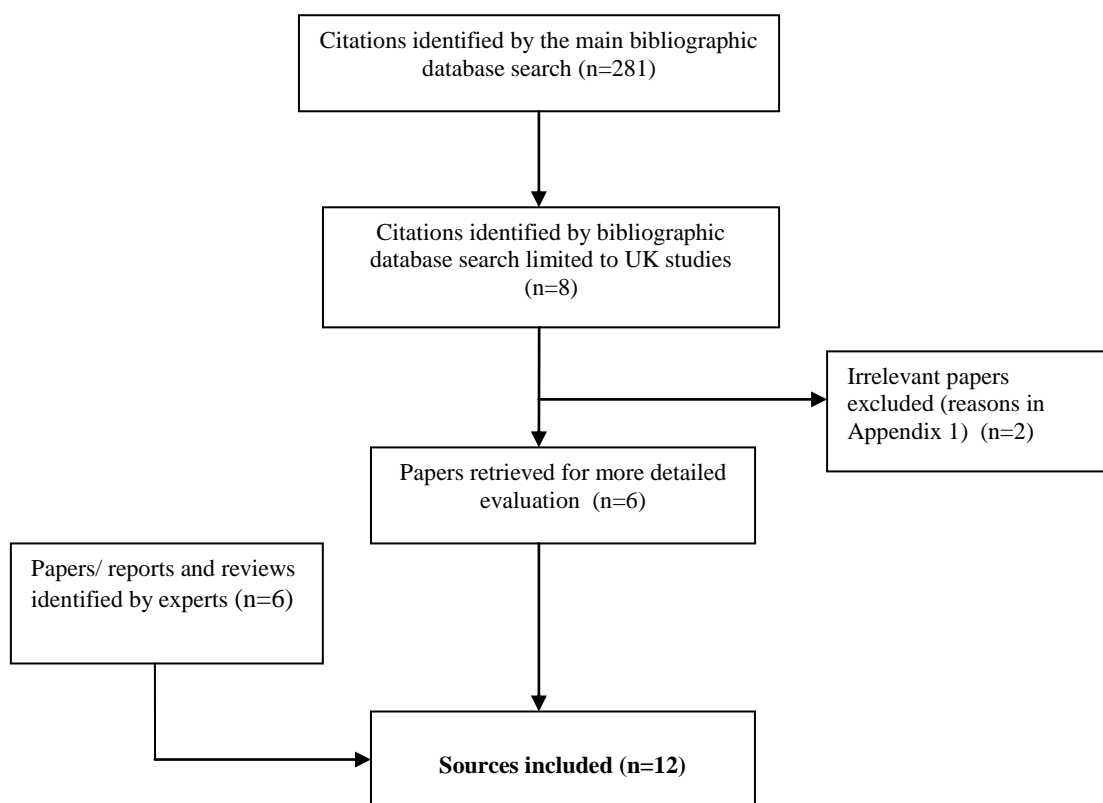 Citations identified by the main bibliographic
database search (n=281)
Citations identified by bibliographic
database search limited to UK studies
(n=8)
Irrelevant papers
excluded (reasons in
Appendix 1)  (n=2)
Papers retrieved for more detailed
evaluation  (n=6)
Papers/ reports and reviews
identified by experts (n=6)
Sources included (n=12)